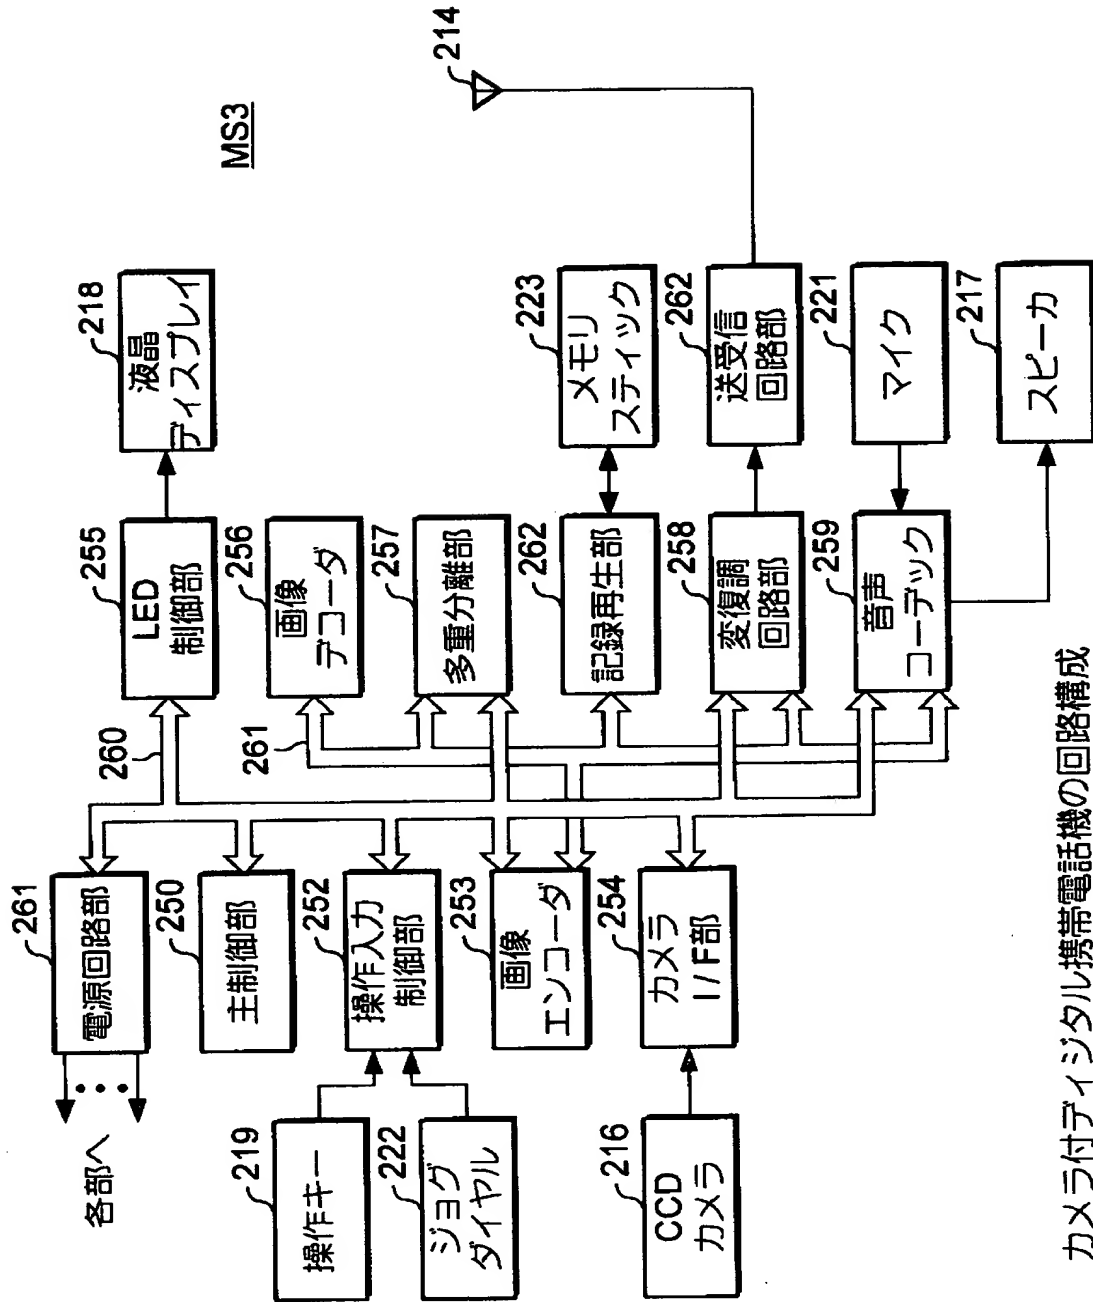 MS3
214
218
液晶
ディスプレイ
223
メモリ
スティック
262
送受信
回路部
221
マイク
217
スピーカ
255
LED
制御部
256
画像
デコーダ
257
多重分離部
262
記録再生部
258
変復調
回路部
259
音声
コーデック
260
261
261
電源回路部
各部へ
250
主制御部
252
操作入力
制御部
253
画像
エンコーダ
254
カメラ
I/F部
219
操作キー
222
ジョグ
ダイヤル
216
CCD
カメラ
カメラ付ディジタル携帯電話機の回路構成